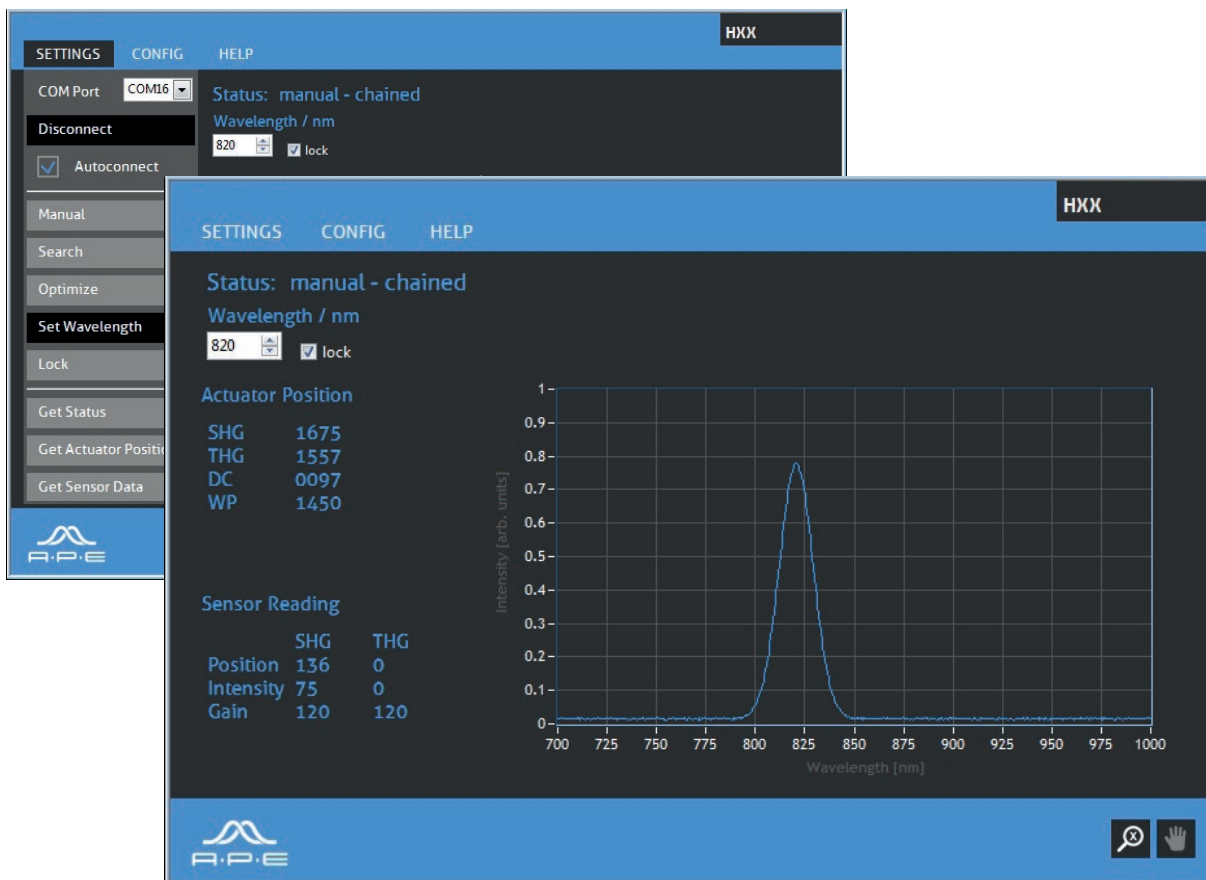 HXX
SETTINGS CONFIG HELP
COM Port COM16
Status: manual - chained
Wavelength / nm
820 lock
Disconnect
Autoconnect
Manual
Search
Optimize
Set Wavelength
Lock
Get Status
Get Actuator Positio
Get Sensor Data
A·P·E
HXX
SETTINGS CONFIG HELP
Status: manual - chained
Wavelength / nm
820 lock
Actuator Position
SHG 1675
THG 1557
DC 0097
WP 1450
Sensor Reading
SHG THG
Position 136 0
Intensity 75 0
Gain 120 120
Intensity [arb. units]
1
0.9
0.8
0.7
0.6
0.5
0.4
0.3
0.2
0.1
0
700 725 750 775 800 825 850 875 900 925 950 975 1000
Wavelength [nm]
A·P·E